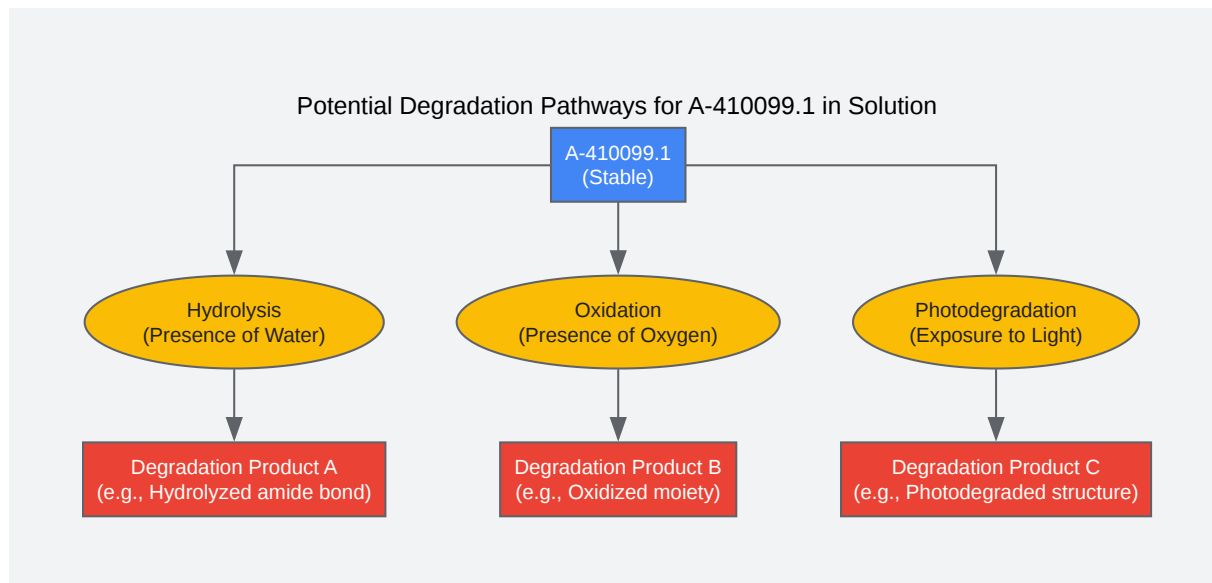 Potential Degradation Pathways for A-410099.1 in Solution
A-410099.1
(Stable)
Hydrolysis
(Presence of Water)
Oxidation
(Presence of Oxygen)
Photodegradation
(Exposure to Light)
Degradation Product A
(e.g., Hydrolyzed amide bond)
Degradation Product B
(e.g., Oxidized moiety)
Degradation Product C
(e.g., Photodegraded structure)